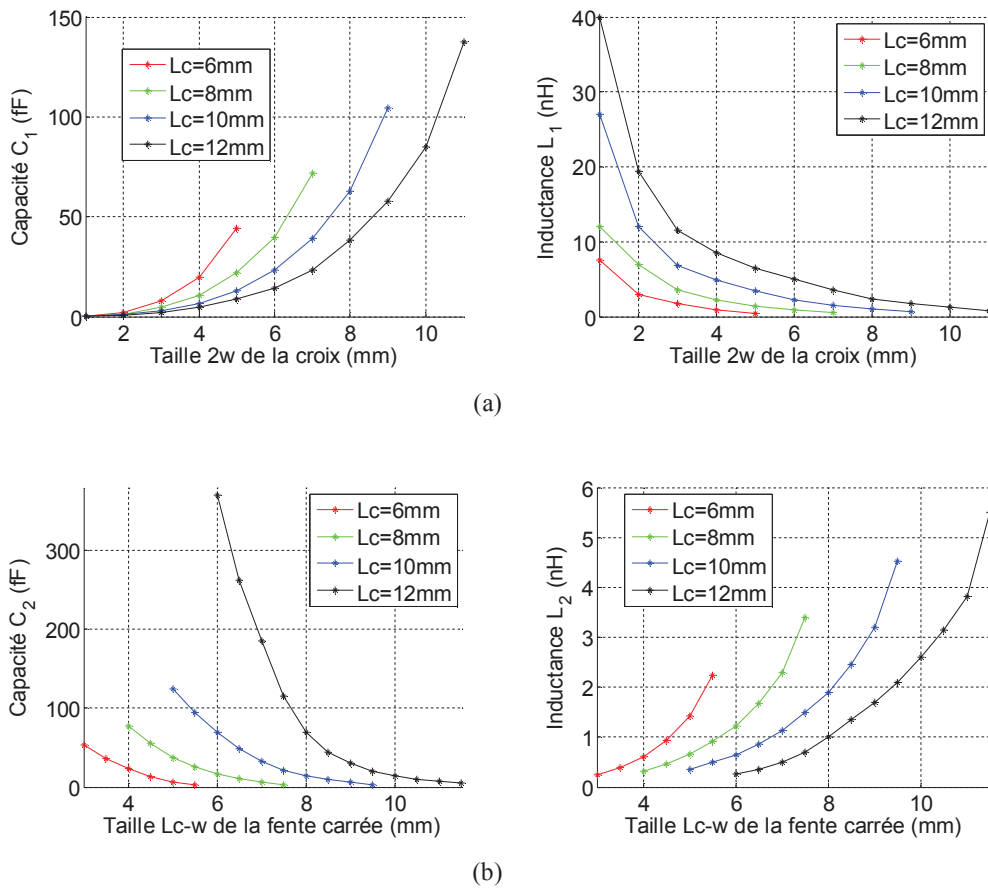 150
100
50
0
Capacité C1 (fF)
Lc=6mm
Lc=8mm
Lc=10mm
Lc=12mm
2 4 6 8 10
Taille 2w de la croix (mm)
40
30
20
10
0
Inductance L1 (nH)
Lc=6mm
Lc=8mm
Lc=10mm
Lc=12mm
2 4 6 8 10
Taille 2w de la croix (mm)
(a)
300
200
100
0
Capacité C2 (fF)
Lc=6mm
Lc=8mm
Lc=10mm
Lc=12mm
4 6 8 10
Taille Lc-w de la fente carrée (mm)
6
5
4
3
2
1
0
Inductance L2 (nH)
Lc=6mm
Lc=8mm
Lc=10mm
Lc=12mm
4 6 8 10
Taille Lc-w de la fente carrée (mm)
(b)